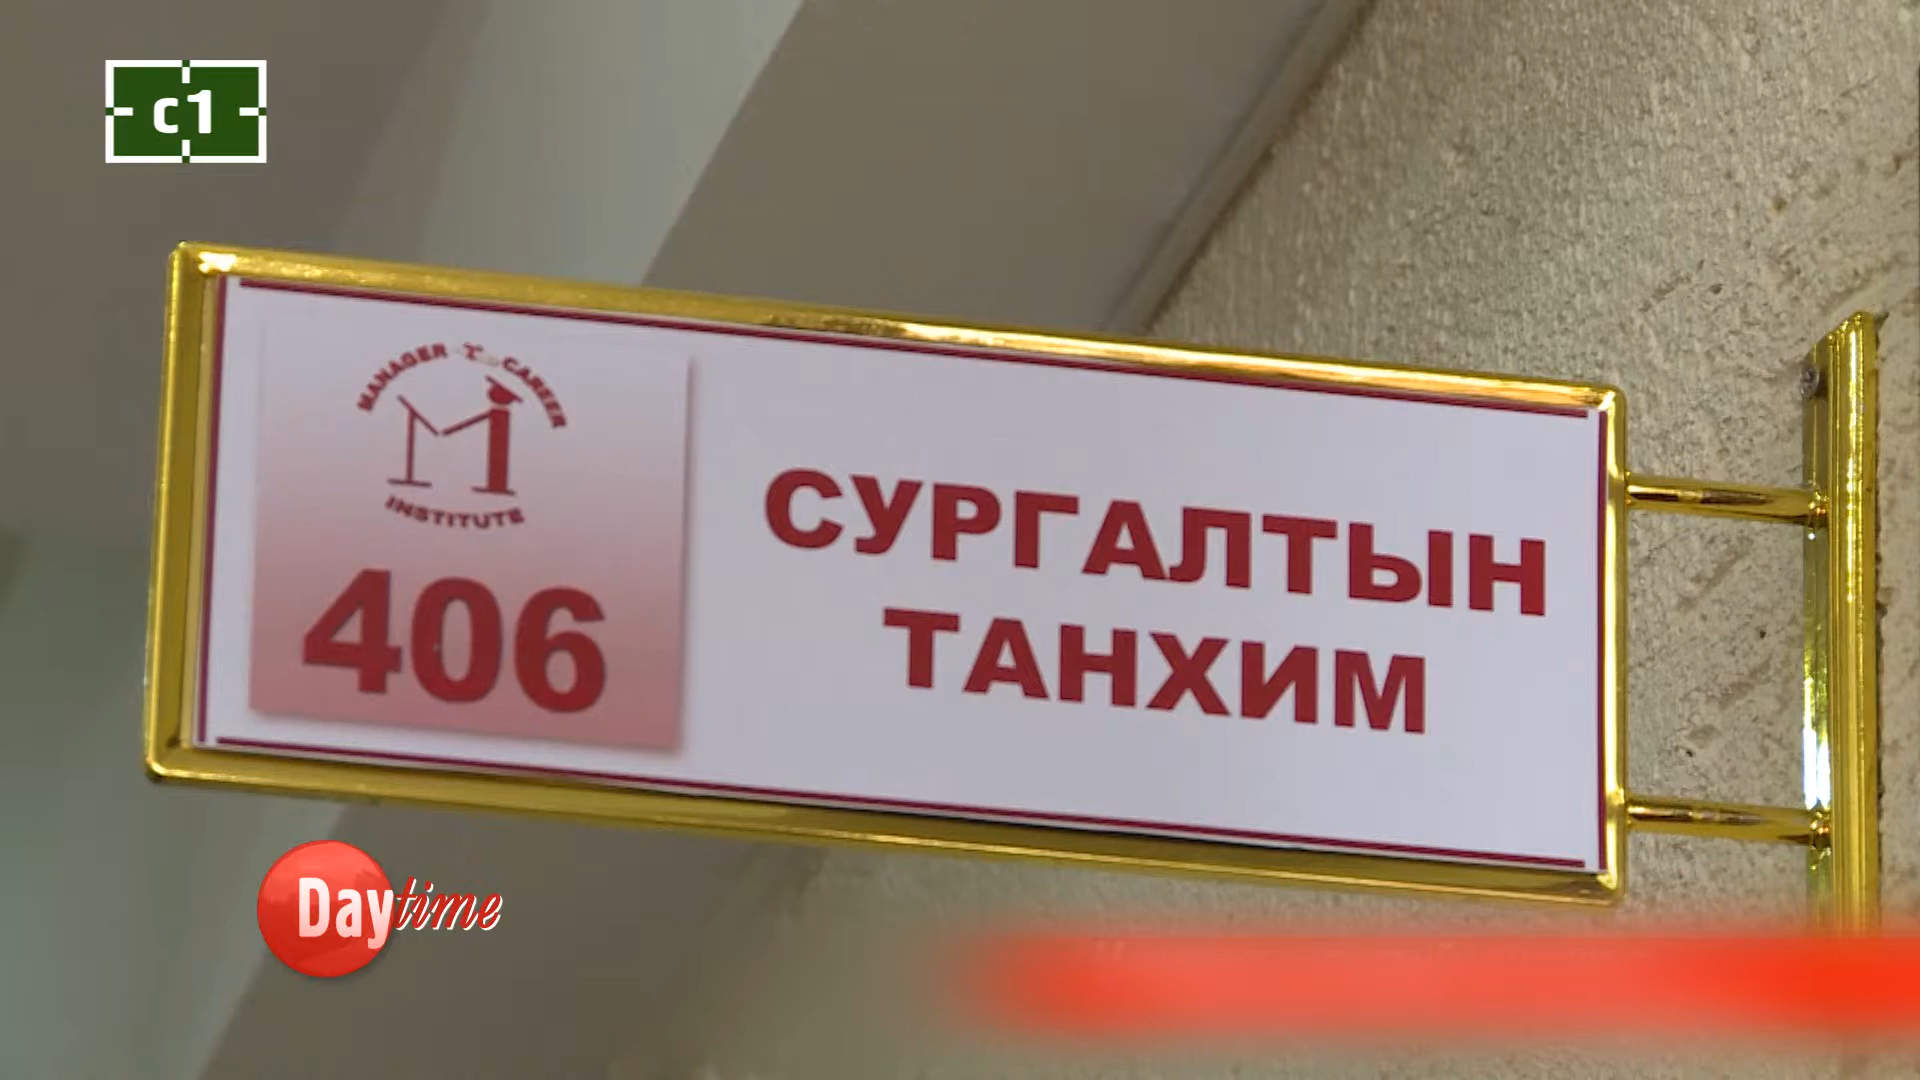 c1
MANAGER CAREER
INSTITUTE
406
СУРГАЛТЫН
ТАНХИМ
Daytime